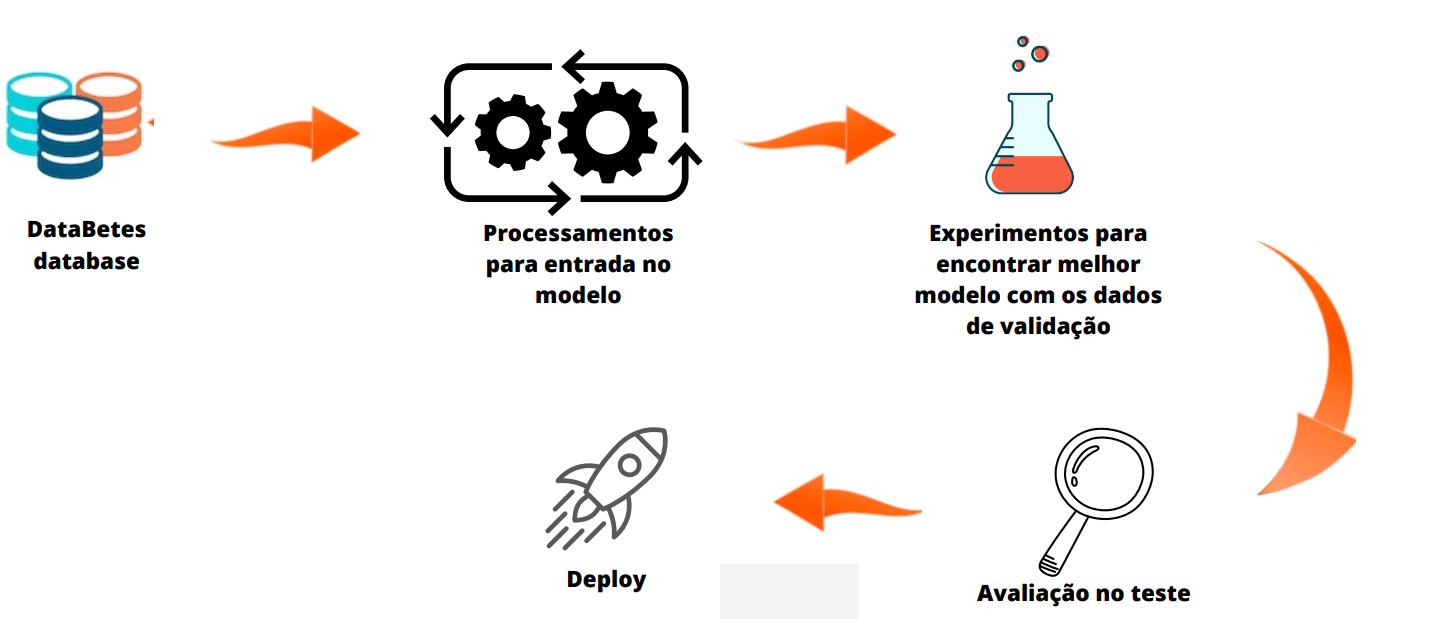 DataBetes
database
Processamentos
para entrada no
modelo
Experimentos para
encontrar melhor
modelo com os dados
de validação
Deploy
Avaliação no teste